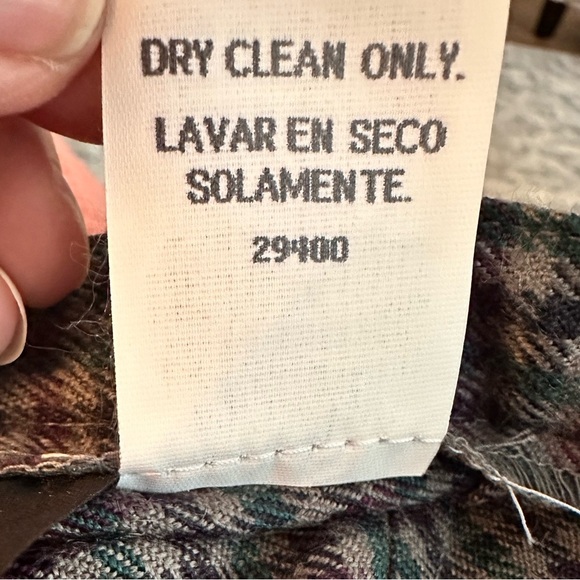 DRY CLEAN ONLY.
LAVAR EN SECO
SOLAMENTE.
29400